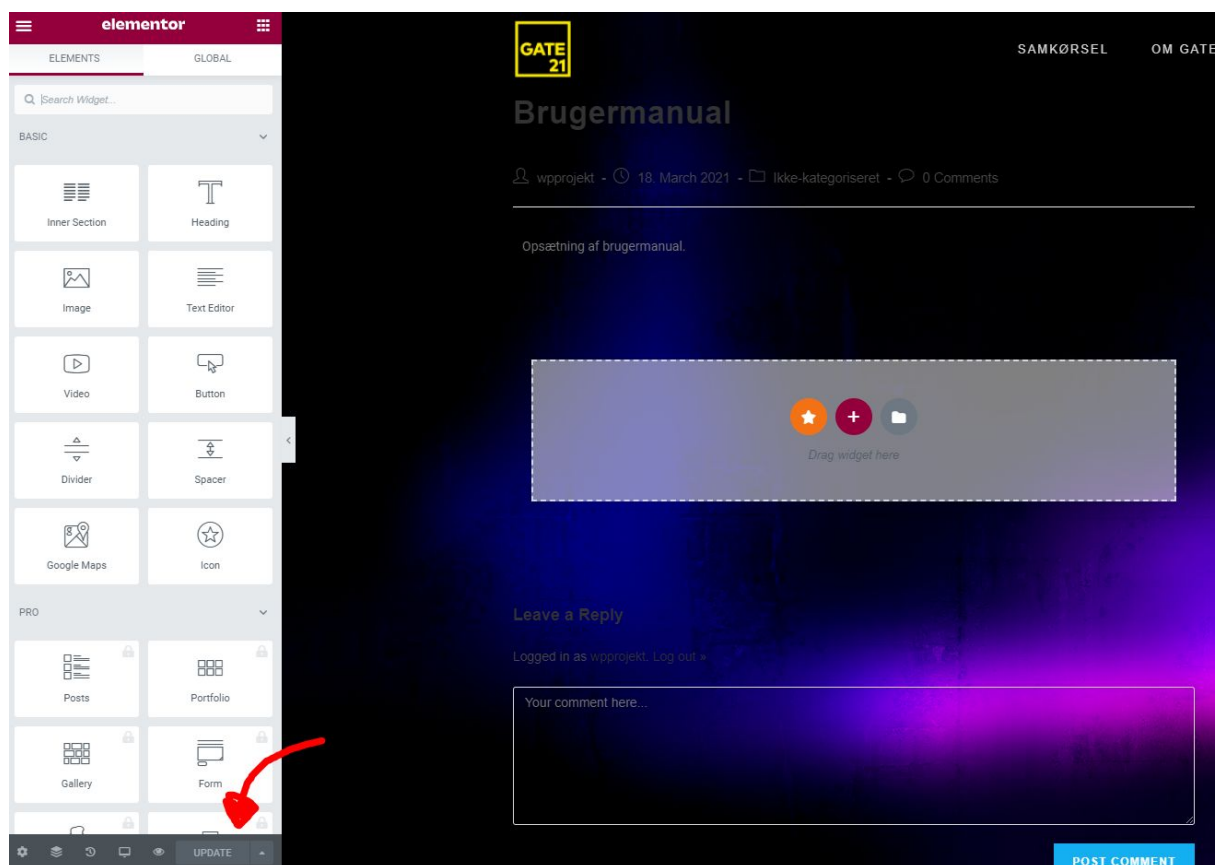 elementor
ELEMENTS GLOBAL
Search Widget...
BASIC
Inner Section Heading
Image Text Editor
Video Button
Divider Spacer
Google Maps Icon
PRO
Posts Portfolio
Gallery Form
UPDATE
GATE
21
SAMKØRSEL OM GATE
Brugermanual
wpprojekt - 18. March 2021 - Ikke-kategoriseret - 0 Comments
Opsætning af brugermanual.
Drag widget here
Leave a Reply
Logged in as wpprojekt. Log out »
Your comment here...
POST COMMENT